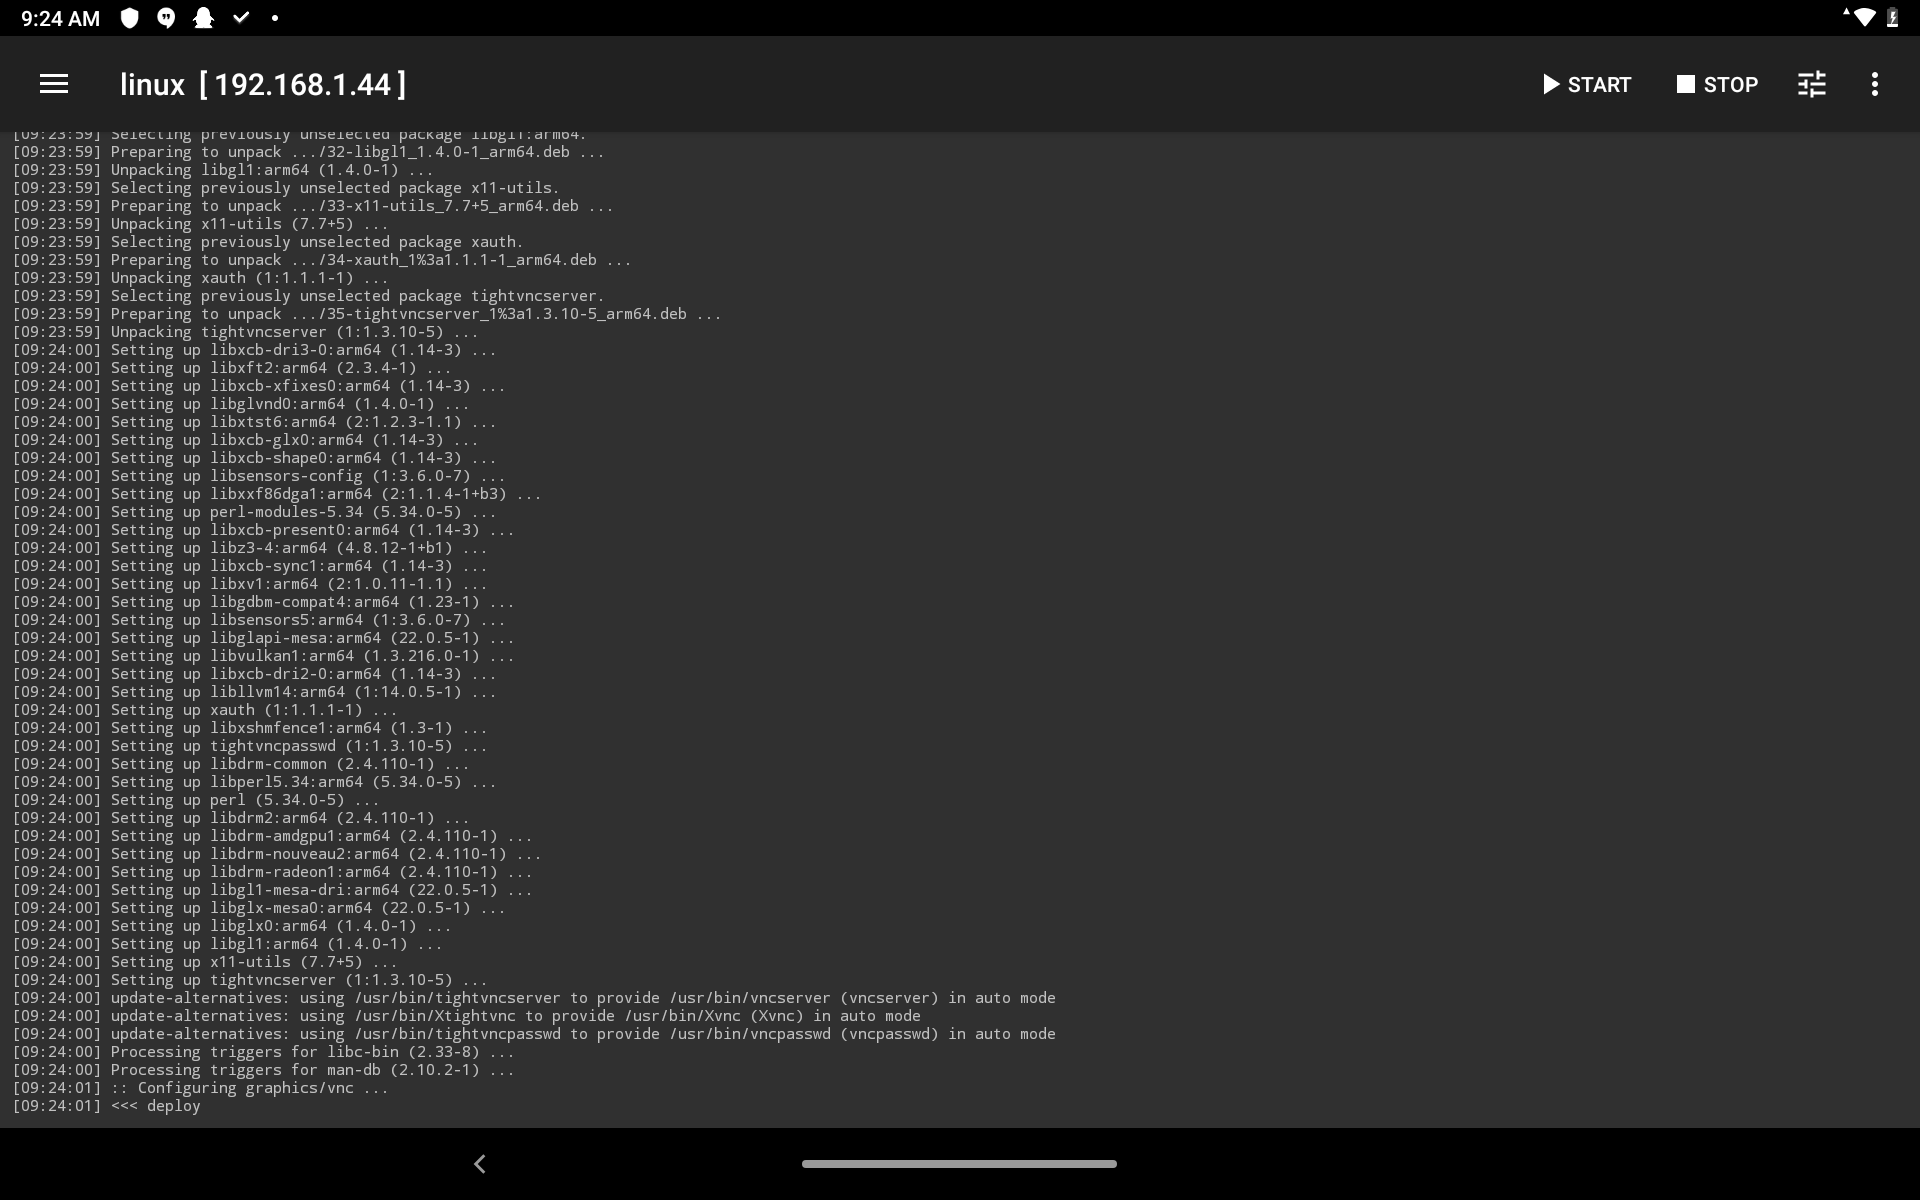 9:24 AM
linux [ 192.168.1.44 ]
START
STOP
[09:23:59] Selecting previously unselected package libgl1:arm64.
[09:23:59] Preparing to unpack .../32-libgl1_1.4.0-1_arm64.deb ...
[09:23:59] Unpacking libgl1:arm64 (1.4.0-1) ...
[09:23:59] Selecting previously unselected package x11-utils.
[09:23:59] Preparing to unpack .../33-x11-utils_7.7+5_arm64.deb ...
[09:23:59] Unpacking x11-utils (7.7+5) ...
[09:23:59] Selecting previously unselected package xauth.
[09:23:59] Preparing to unpack .../34-xauth_1%3a1.1.1-1_arm64.deb ...
[09:23:59] Unpacking xauth (1:1.1.1-1) ...
[09:23:59] Selecting previously unselected package tightvncserver.
[09:23:59] Preparing to unpack .../35-tightvncserver_1%3a1.3.10-5_arm64.deb ...
[09:23:59] Unpacking tightvncserver (1:1.3.10-5) ...
[09:24:00] Setting up libxcb-dri3-0:arm64 (1.14-3) ...
[09:24:00] Setting up libxft2:arm64 (2.3.4-1) ...
[09:24:00] Setting up libxcb-xfixes0:arm64 (1.14-3) ...
[09:24:00] Setting up libglvnd0:arm64 (1.4.0-1) ...
[09:24:00] Setting up libxtst6:arm64 (2:1.2.3-1.1) ...
[09:24:00] Setting up libxcb-glx0:arm64 (1.14-3) ...
[09:24:00] Setting up libxcb-shape0:arm64 (1.14-3) ...
[09:24:00] Setting up libsensors-config (1:3.6.0-7) ...
[09:24:00] Setting up libxxf86dga1:arm64 (2:1.1.4-1+b3) ...
[09:24:00] Setting up perl-modules-5.34 (5.34.0-5) ...
[09:24:00] Setting up libxcb-present0:arm64 (1.14-3) ...
[09:24:00] Setting up libz3-4:arm64 (4.8.12-1+b1) ...
[09:24:00] Setting up libxcb-sync1:arm64 (1.14-3) ...
[09:24:00] Setting up libxv1:arm64 (2:1.0.11-1.1) ...
[09:24:00] Setting up libgdbm-compat4:arm64 (1.23-1) ...
[09:24:00] Setting up libsensors5:arm64 (1:3.6.0-7) ...
[09:24:00] Setting up libglapi-mesa:arm64 (22.0.5-1) ...
[09:24:00] Setting up libvulkan1:arm64 (1.3.216.0-1) ...
[09:24:00] Setting up libxcb-dri2-0:arm64 (1.14-3) ...
[09:24:00] Setting up libllvm14:arm64 (1:14.0.5-1) ...
[09:24:00] Setting up xauth (1:1.1.1-1) ...
[09:24:00] Setting up libxshmfence1:arm64 (1.3-1) ...
[09:24:00] Setting up tightvncpasswd (1:1.3.10-5) ...
[09:24:00] Setting up libdrm-common (2.4.110-1) ...
[09:24:00] Setting up libperl5.34:arm64 (5.34.0-5) ...
[09:24:00] Setting up perl (5.34.0-5) ...
[09:24:00] Setting up libdrm2:arm64 (2.4.110-1) ...
[09:24:00] Setting up libdrm-amdgpu1:arm64 (2.4.110-1) ...
[09:24:00] Setting up libdrm-nouveau2:arm64 (2.4.110-1) ...
[09:24:00] Setting up libdrm-radeon1:arm64 (2.4.110-1) ...
[09:24:00] Setting up libgl1-mesa-dri:arm64 (22.0.5-1) ...
[09:24:00] Setting up libglx-mesa0:arm64 (22.0.5-1) ...
[09:24:00] Setting up libglx0:arm64 (1.4.0-1) ...
[09:24:00] Setting up libgl1:arm64 (1.4.0-1) ...
[09:24:00] Setting up x11-utils (7.7+5) ...
[09:24:00] Setting up tightvncserver (1:1.3.10-5) ...
[09:24:00] update-alternatives: using /usr/bin/tightvncserver to provide /usr/bin/vncserver (vncserver) in auto mode
[09:24:00] update-alternatives: using /usr/bin/Xtightvnc to provide /usr/bin/Xvnc (Xvnc) in auto mode
[09:24:00] update-alternatives: using /usr/bin/tightvncpasswd to provide /usr/bin/vncpasswd (vncpasswd) in auto mode
[09:24:00] Processing triggers for libc-bin (2.33-8) ...
[09:24:00] Processing triggers for man-db (2.10.2-1) ...
[09:24:01] :: Configuring graphics/vnc ...
[09:24:01] <<< deploy